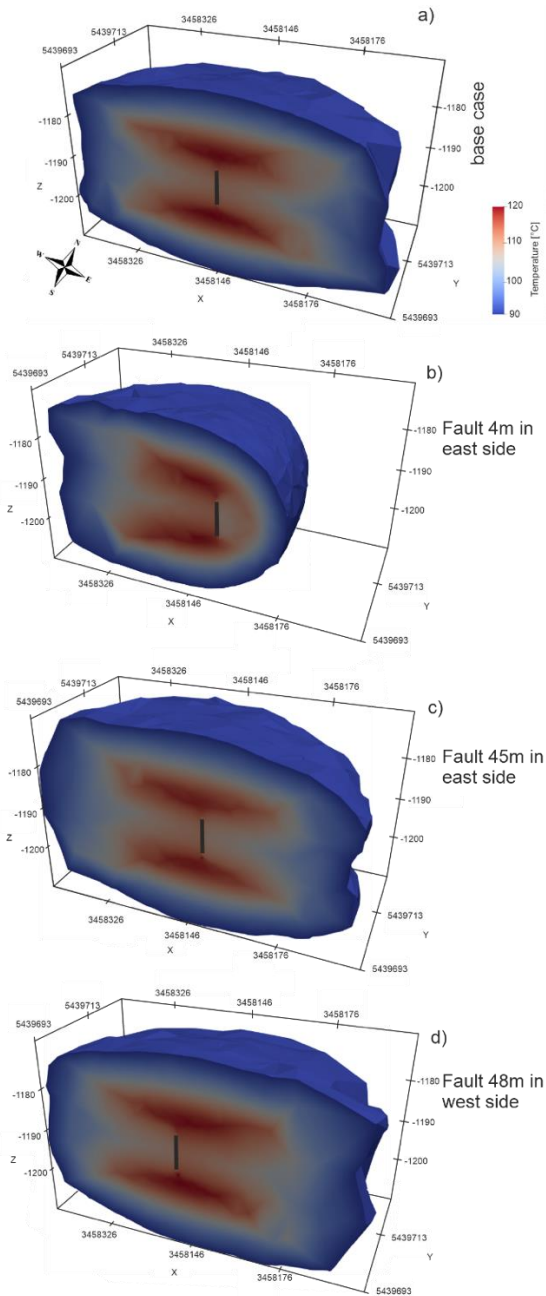 a)
3458326
3458146
3458176
5439713
5439693
-1180
-1190
-1200
Z
base case
-1180
-1190
-1200
120
110
100
90
Temperature [°C]
N
W
E
S
5439713
Y
5439693
3458326
3458146
3458176
X
b)
3458326
3458146
3458176
5439713
5439693
-1180
-1190
-1200
Z
Fault 4m in
east side
-1180
-1190
-1200
5439713
Y
5439693
3458326
3458146
3458176
X
c)
3458326
3458146
3458176
5439713
5439693
-1180
-1190
-1200
Z
Fault 45m in
east side
-1180
-1190
-1200
5439713
Y
5439693
3458326
3458146
3458176
X
d)
3458326
3458146
3458176
5439713
5439693
-1180
-1190
-1200
Z
Fault 48m in
west side
-1180
-1190
-1200
5439713
Y
5439693
3458326
3458146
3458176
X